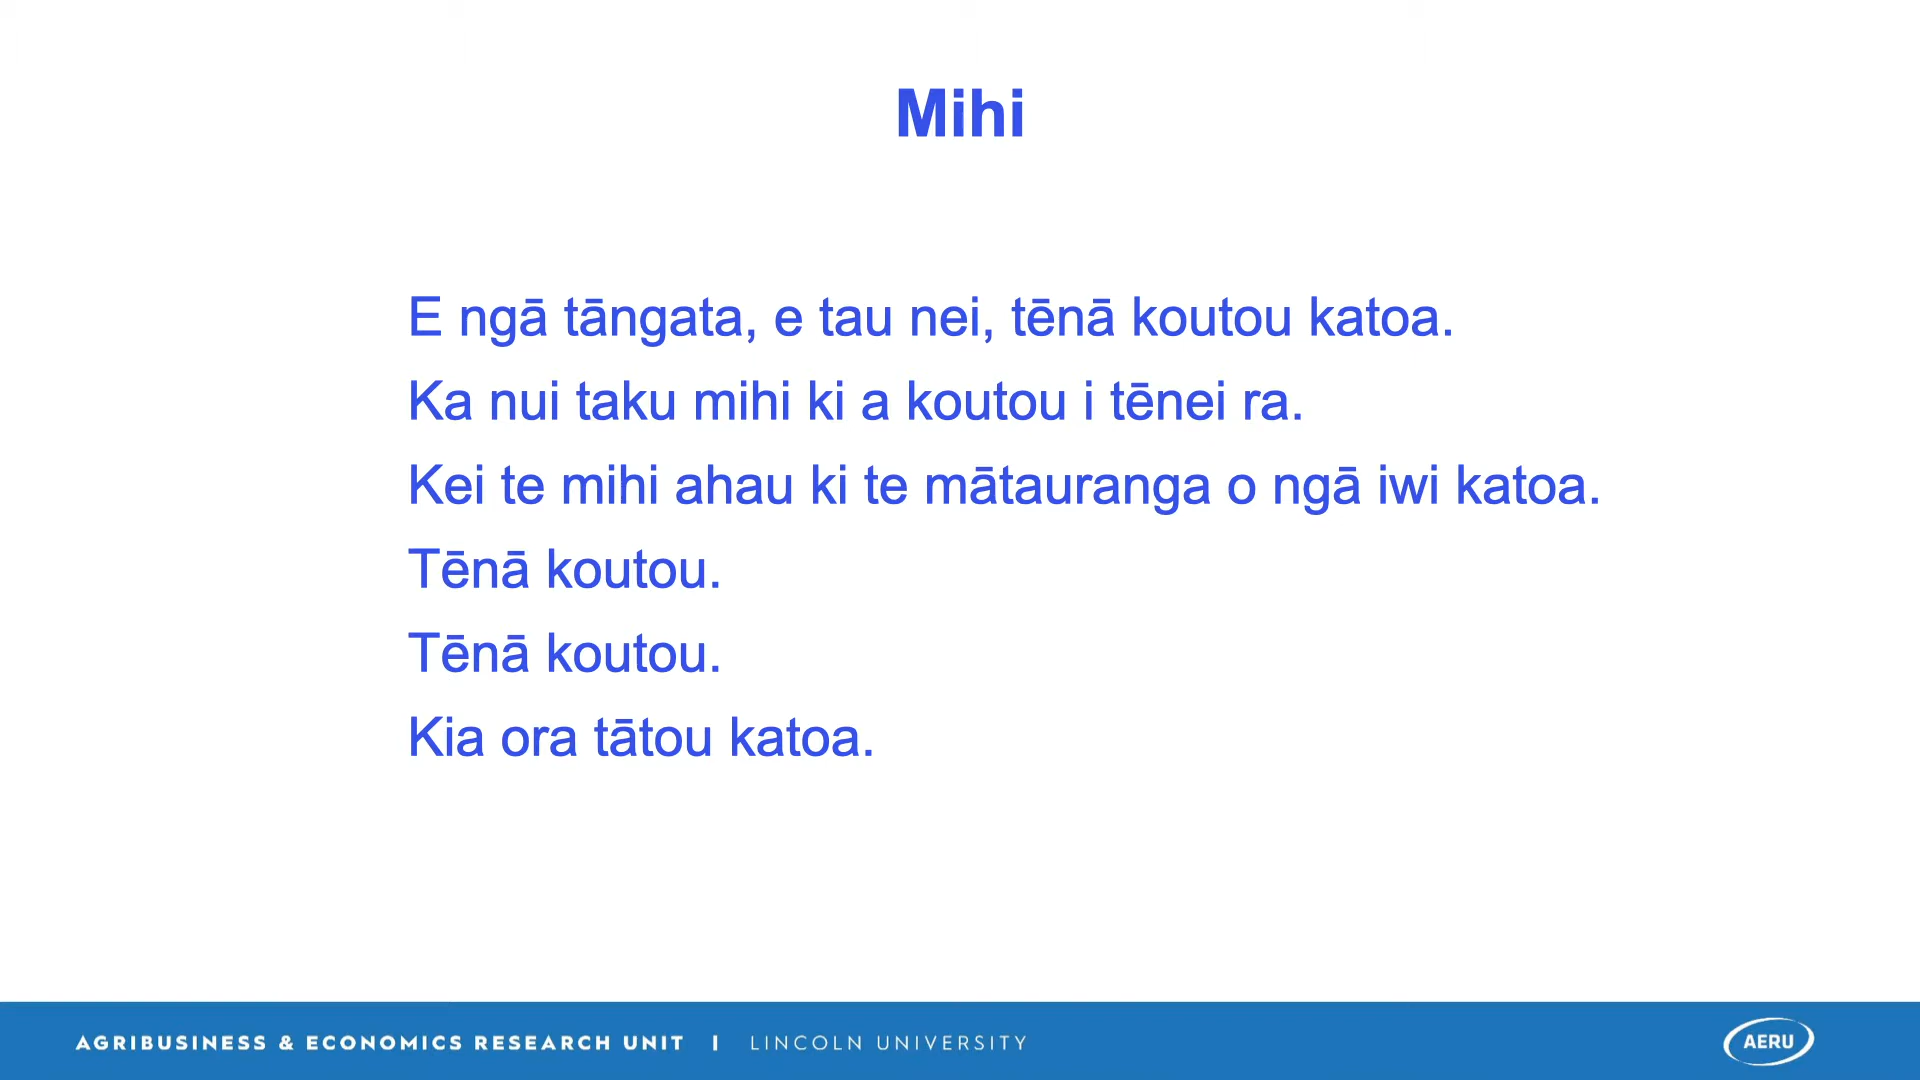 Mihi
E ngā tāngata, e tau nei, tēnā koutou katoa.
Ka nui taku mihi ki a koutou i tēnei ra.
Kei te mihi ahau ki te mātauranga o ngā iwi katoa.
Tēnā koutou.
Tēnā koutou.
Kia ora tātou katoa.
AGRIBUSINESS & ECONOMICS RESEARCH UNIT | LINCOLN UNIVERSITY
AERU